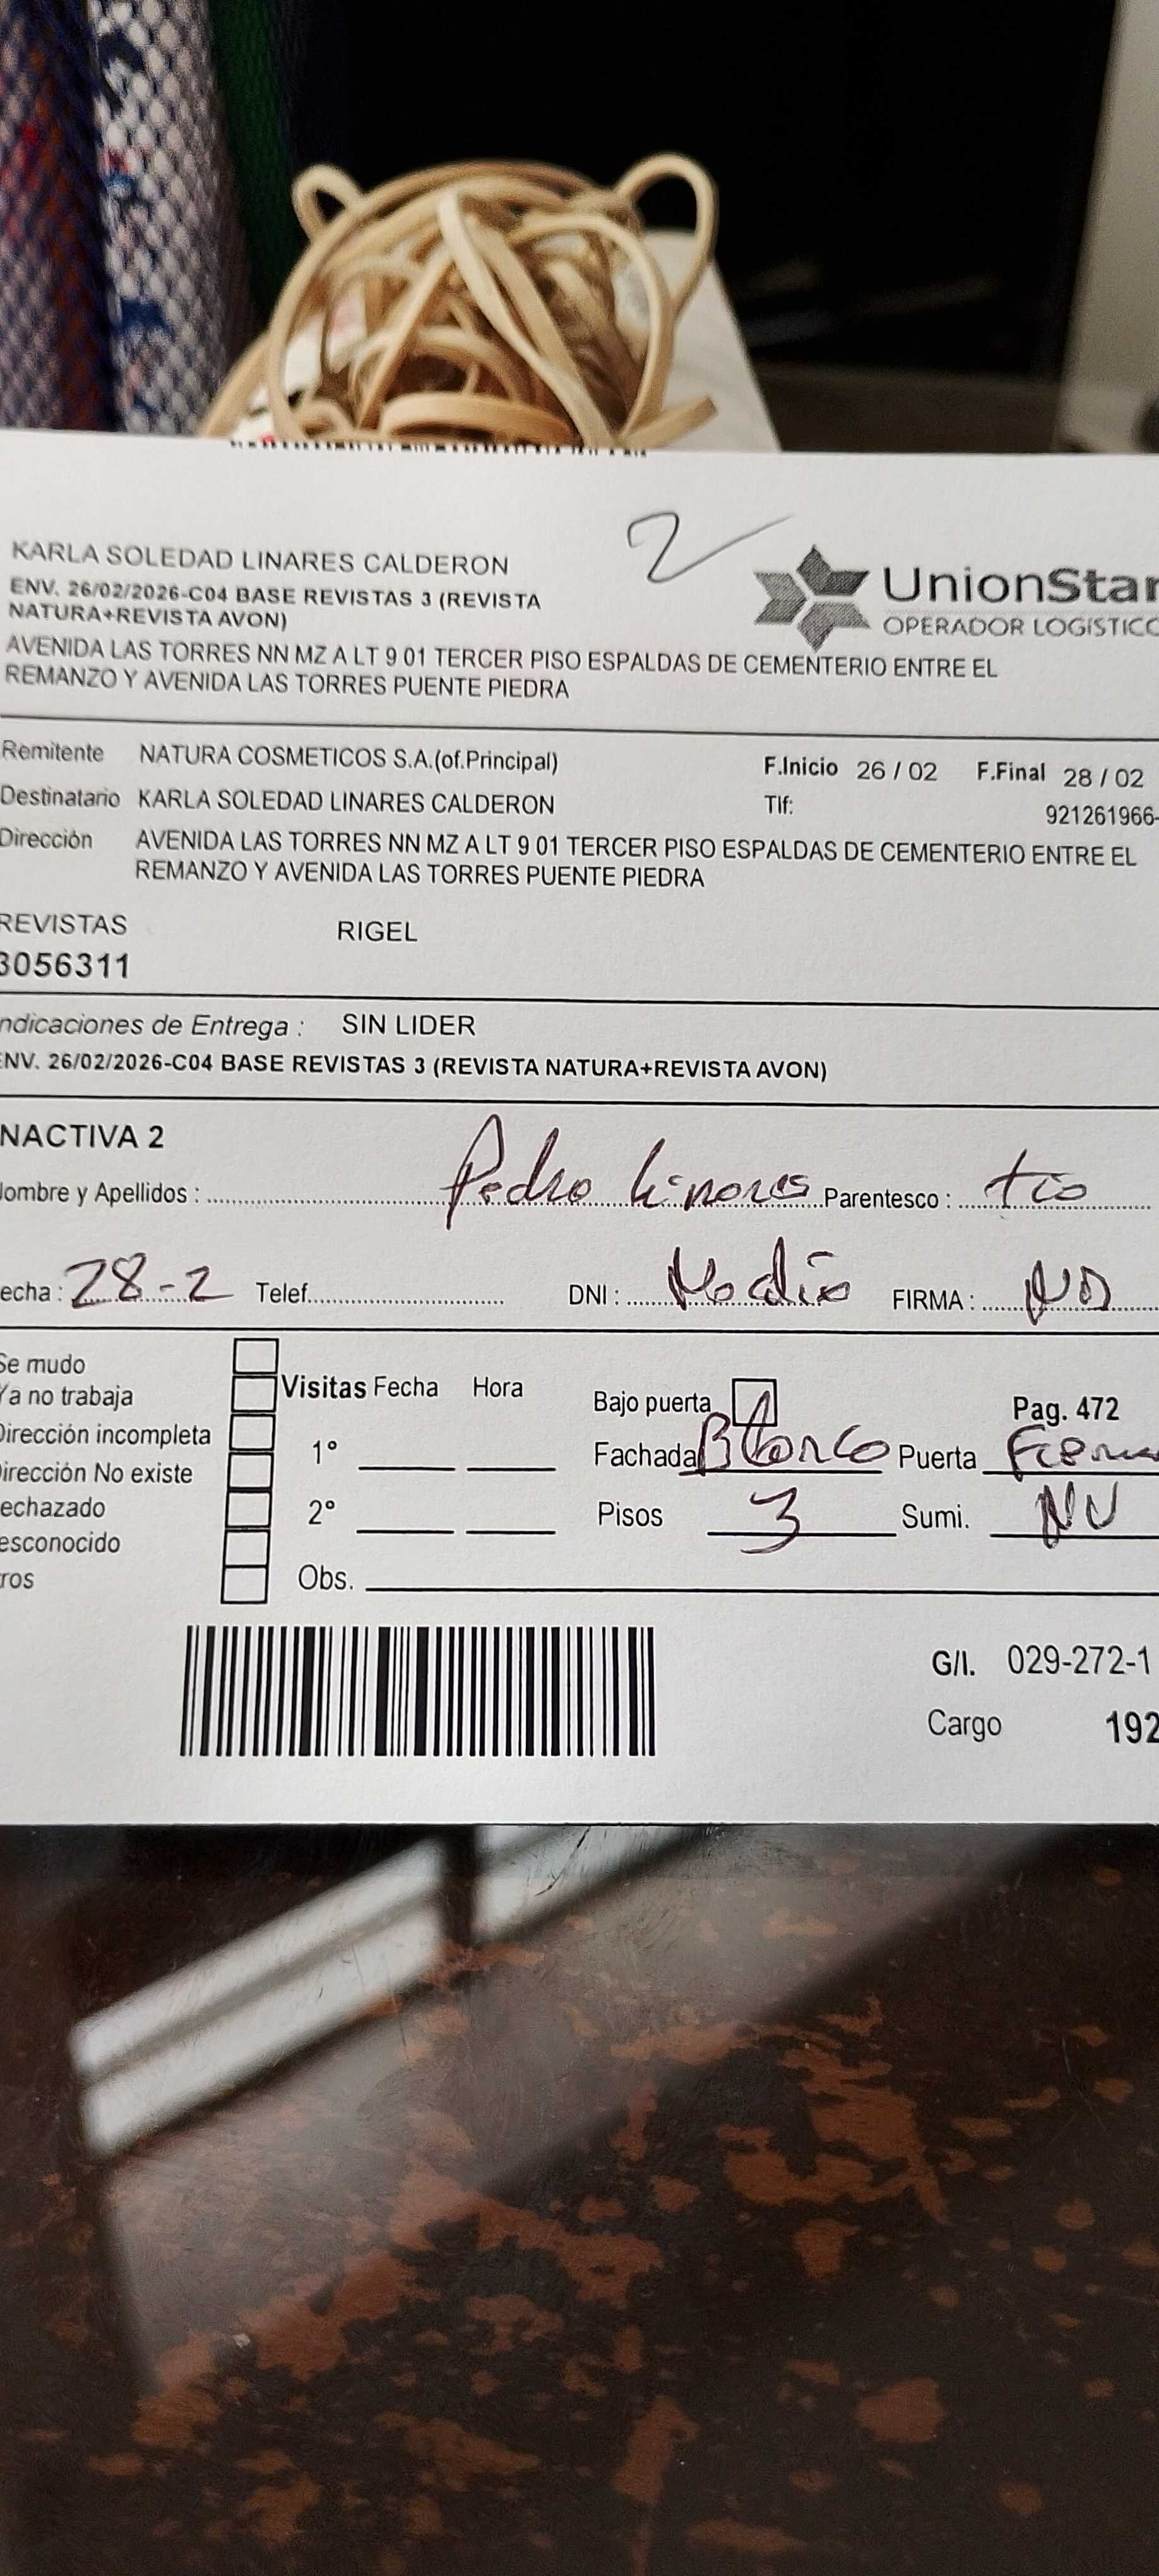 KARLA SOLEDAD LINARES CALDERON
2
ENV. 26/02/2026-C04 BASE REVISTAS 3 (REVISTA
NATURA+REVISTA AVON)
UnionStar
OPERADOR LOGÍSTICO
AVENIDA LAS TORRES NN MZ A LT 9 01 TERCER PISO ESPALDAS DE CEMENTERIO ENTRE EL
REMANZO Y AVENIDA LAS TORRES PUENTE PIEDRA
Remitente NATURA COSMETICOS S.A.(of.Principal) F.Inicio 26 / 02 F.Final 28 / 02
Destinatario KARLA SOLEDAD LINARES CALDERON Tlf: 921261966-
Dirección AVENIDA LAS TORRES NN MZ A LT 9 01 TERCER PISO ESPALDAS DE CEMENTERIO ENTRE EL
REMANZO Y AVENIDA LAS TORRES PUENTE PIEDRA
REVISTAS RIGEL
3056311
ndicaciones de Entrega : SIN LIDER
ENV. 26/02/2026-C04 BASE REVISTAS 3 (REVISTA NATURA+REVISTA AVON)
NACTIVA 2
Nombre y Apellidos : Pedro Linares Parentesco : tio
echa : 28-2 Telef. DNI : No dio FIRMA : NO
Se mudo
Ya no trabaja
Dirección incompleta
Dirección No existe
echazado
esconocido
ros
Visitas Fecha Hora
1°
2°
Obs.
Bajo puerta Pag. 472
Fachada Blanco Puerta
Pisos 3 Sumi.
G/I. 029-272-1
Cargo 192